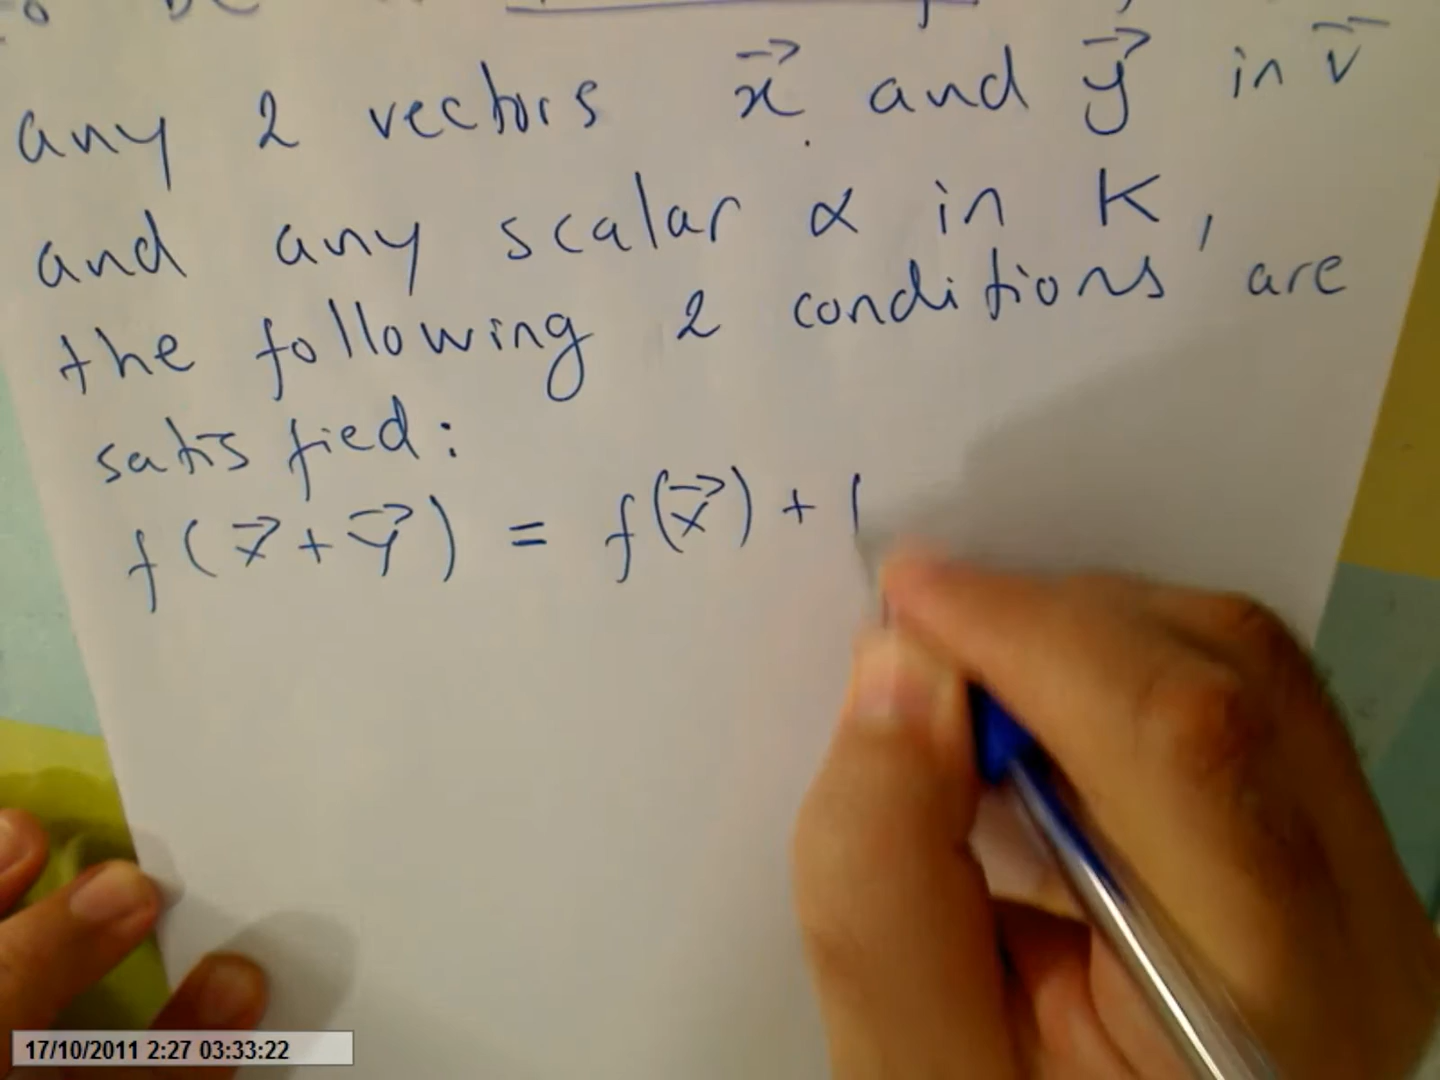 any 2 vectors x⃗ and y⃗ in V⃗
and any scalar α in K,
the following 2 conditions are
satisfied:
f(x⃗+y⃗) = f(x⃗) +
17/10/2011 2:27 03:33:22